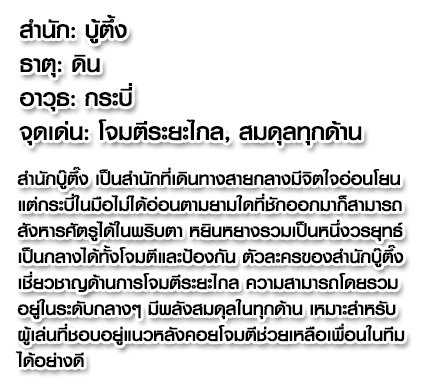 สำนัก: บู้ตึ้ง
ธาตุ: ดิน
อาวุธ: กระบี่
จุดเด่น: โจมตีระยะไกล, สมดุลทุกด้าน
สำนักบู๊ตึ๊ง เป็นสำนักที่เดินทางสายกลางมีจิตใจอ่อนโยน
แต่กระบี่ในมือไม่ได้อ่อนตามยามใดที่ชักออกมาก็สามารถ
สังหารศัตรูได้ในพริบตา หยินหยางรวมเป็นหนึ่งวรยุทธ์
เป็นกลางได้ทั้งโจมตีและป้องกัน ตัวละครของสำนักบู๊ตึ๊ง
เชี่ยวชาญด้านการโจมตีระยะไกล ความสามารถโดยรวม
อยู่ในระดับกลางๆ มีพลังสมดุลในทุกด้าน เหมาะสำหรับ
ผู้เล่นที่ชอบอยู่แนวหลังคอยโจมตีช่วยเหลือเพื่อนในทีม
ได้อย่างดี